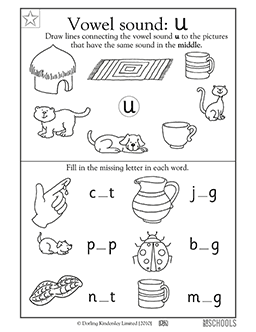 Vowel sound: u
Draw lines connecting the vowel sound u to the pictures
that have the same sound in the middle.
u
Fill in the missing letter in each word.
c_t j_g
p_p b_g
n_t m_g
© Dorling Kindersley Limited [2010]
DK
SCHOOLS